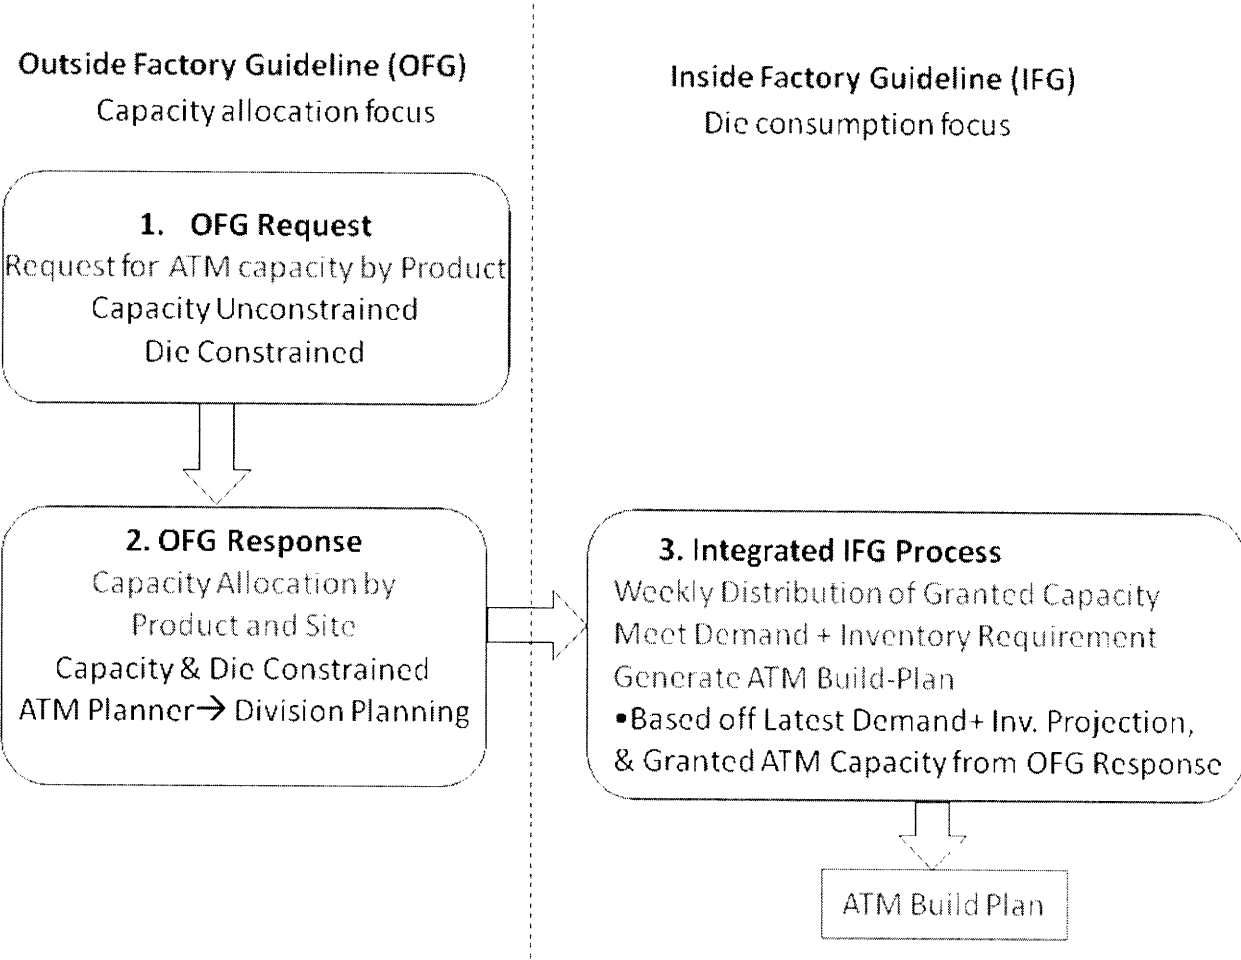 Outside Factory Guideline (OFG)
Capacity allocation focus
Inside Factory Guideline (IFG)
Die consumption focus
1. OFG Request
Request for ATM capacity by Product
Capacity Unconstrained
Die Constrained
2. OFG Response
Capacity Allocation by
Product and Site
Capacity & Die Constrained
ATM Planner→ Division Planning
3. Integrated IFG Process
Weekly Distribution of Granted Capacity
Meet Demand + Inventory Requirement
Generate ATM Build-Plan
•Based off Latest Demand+ Inv. Projection,
& Granted ATM Capacity from OFG Response
ATM Build Plan